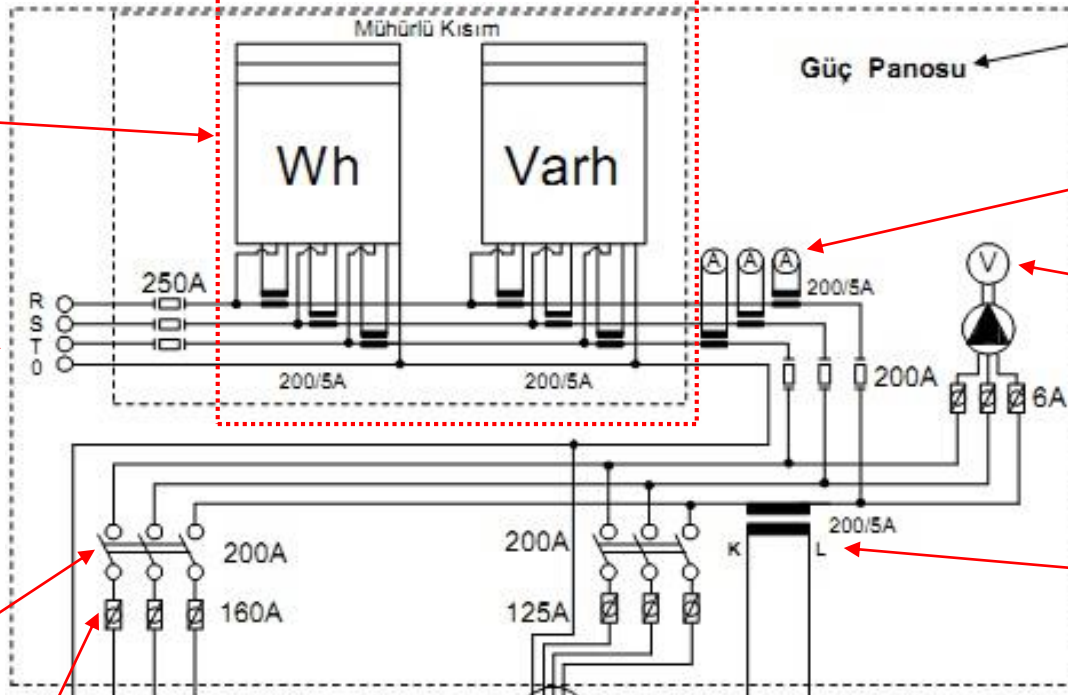 Mühürlü Kısım
Güç Panosu
Wh
Varh
A A A
V
250A
200/5A
R
S
T
0
200/5A
200/5A
200A
6A
200A
200A
200/5A
K
L
160A
125A